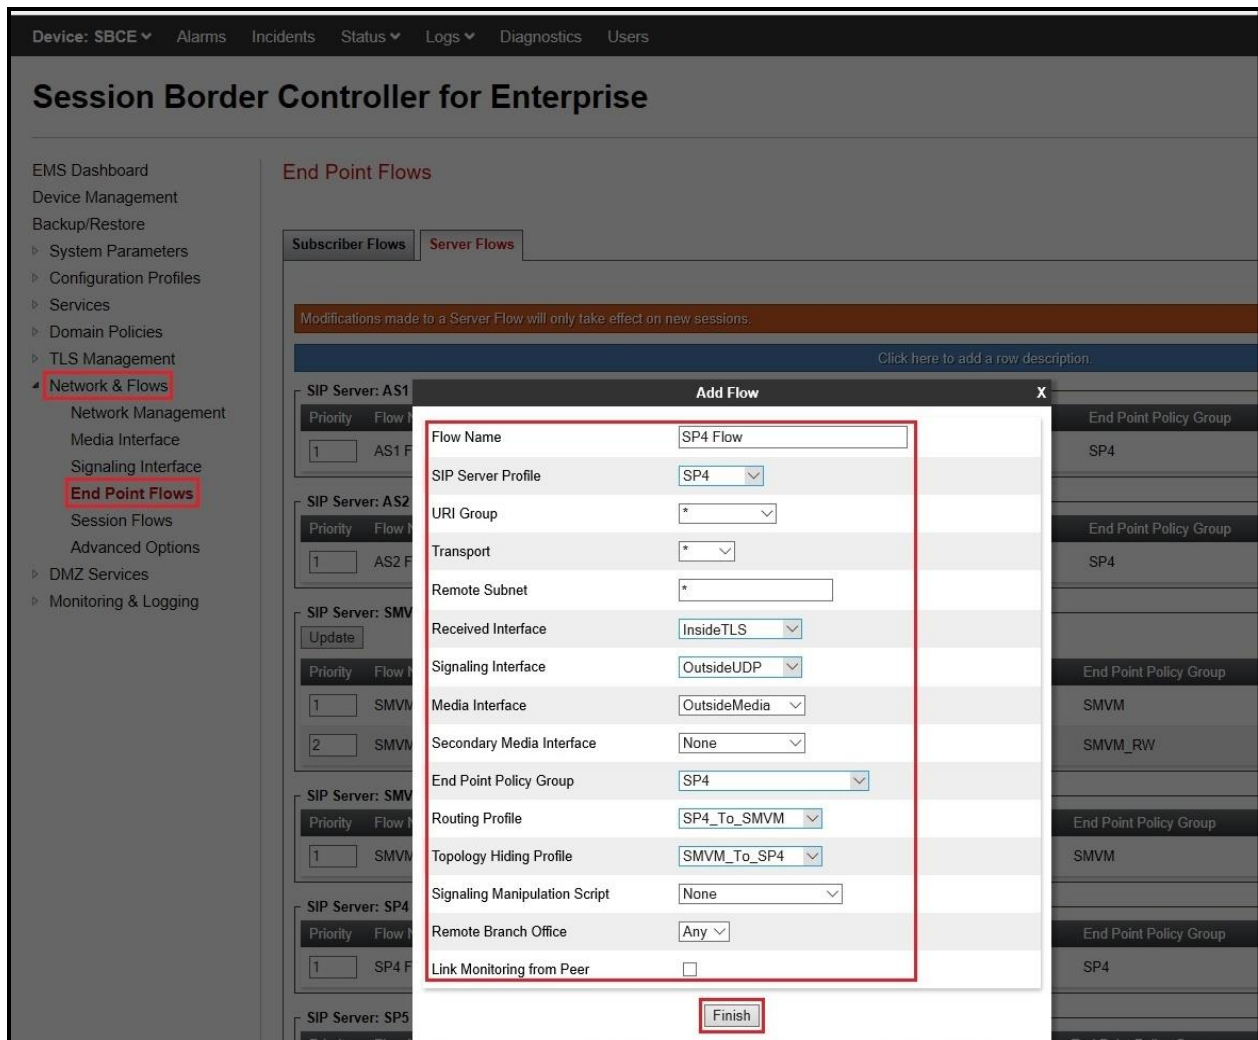 Device: SBCE Alarms Incidents Status Logs Diagnostics Users
Session Border Controller for Enterprise
EMS Dashboard
Device Management
Backup/Restore
System Parameters
Configuration Profiles
Services
Domain Policies
TLS Management
Network & Flows
Network Management
Media Interface
Signaling Interface
End Point Flows
Session Flows
Advanced Options
DMZ Services
Monitoring & Logging
End Point Flows
Subscriber Flows Server Flows
Modifications made to a Server Flow will only take effect on new sessions.
Click here to add a row description.
SIP Server: AS1
Priority Flow End Point Policy Group
1 AS1 F SP4
SIP Server: AS2
Priority Flow End Point Policy Group
1 AS2 F SP4
SIP Server: SMV
Update
Priority Flow End Point Policy Group
1 SMVM SMVM
2 SMVM SMVM_RW
SIP Server: SMV
Priority Flow End Point Policy Group
1 SMVM SMVM
SIP Server: SP4
Priority Flow End Point Policy Group
1 SP4 F SP4
SIP Server: SP5
Add Flow X
Flow Name SP4 Flow
SIP Server Profile SP4
URI Group *
Transport *
Remote Subnet *
Received Interface InsideTLS
Signaling Interface OutsideUDP
Media Interface OutsideMedia
Secondary Media Interface None
End Point Policy Group SP4
Routing Profile SP4_To_SMVM
Topology Hiding Profile SMVM_To_SP4
Signaling Manipulation Script None
Remote Branch Office Any
Link Monitoring from Peer
Finish